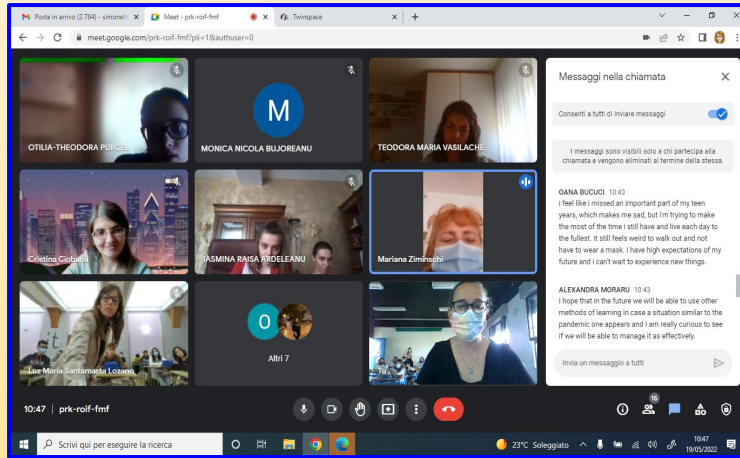 Posta in arrivo (2.784) - simonett
Meet - prk-roif-fmf
Twinspace
meet.google.com/prk-roif-fmf?pli=1&authuser=0
OTILIA-THEODORA PURCEL
M
MONICA NICOLA BUJOREANU
TEODORA MARIA VASILACHE
Cristina Ciobanu
IASMINA RAISA ARDELEANU
Mariana Ziminschi
Luz María Santamarta Lozano
O
Altri 7
Tu
Messaggi nella chiamata
Consenti a tutti di inviare messaggi
I messaggi sono visibili solo a chi partecipa alla
chiamata e vengono eliminati al termine della stessa.
OANA BUCUCI 10:43
i feel like i missed an important part of my teen
years, which makes me sad, but i'm trying to make
the most of the time i still have and live each day to
the fullest. It still feels weird to walk out and not
have to wear a mask. I have high expectations of my
future and i can't wait to experience new things.
ALEXANDRA MORARU 10:43
I hope that in the future we will be able to use other
methods of learning in case a situation similar to the
pandemic one appears and I am really curious to see
if we will be able to manage it as effectively.
Invia un messaggio a tutti
10:47 | prk-roif-fmf
16
Scrivi qui per eseguire la ricerca
23°C Soleggiato
10:47
19/05/2022